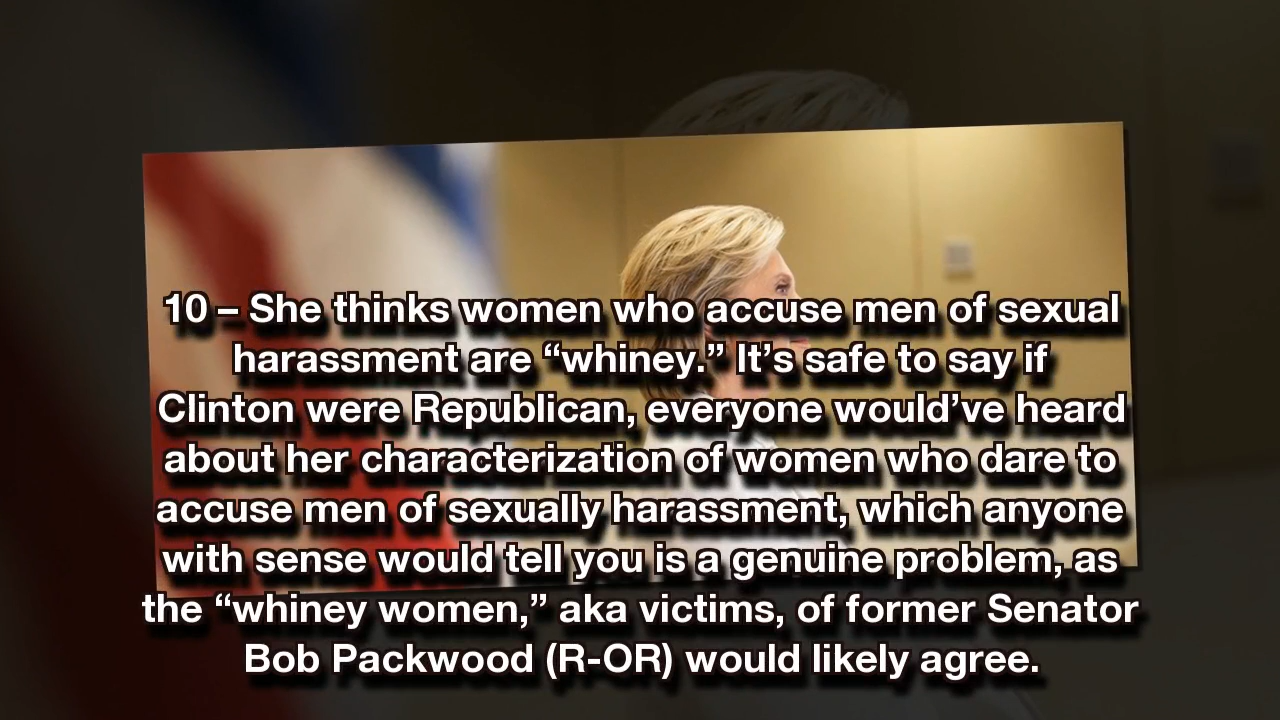 10 – She thinks women who accuse men of sexual
harassment are “whiney.” It’s safe to say if
Clinton were Republican, everyone would’ve heard
about her characterization of women who dare to
accuse men of sexually harassment, which anyone
with sense would tell you is a genuine problem, as
the “whiney women,” aka victims, of former Senator
Bob Packwood (R-OR) would likely agree.